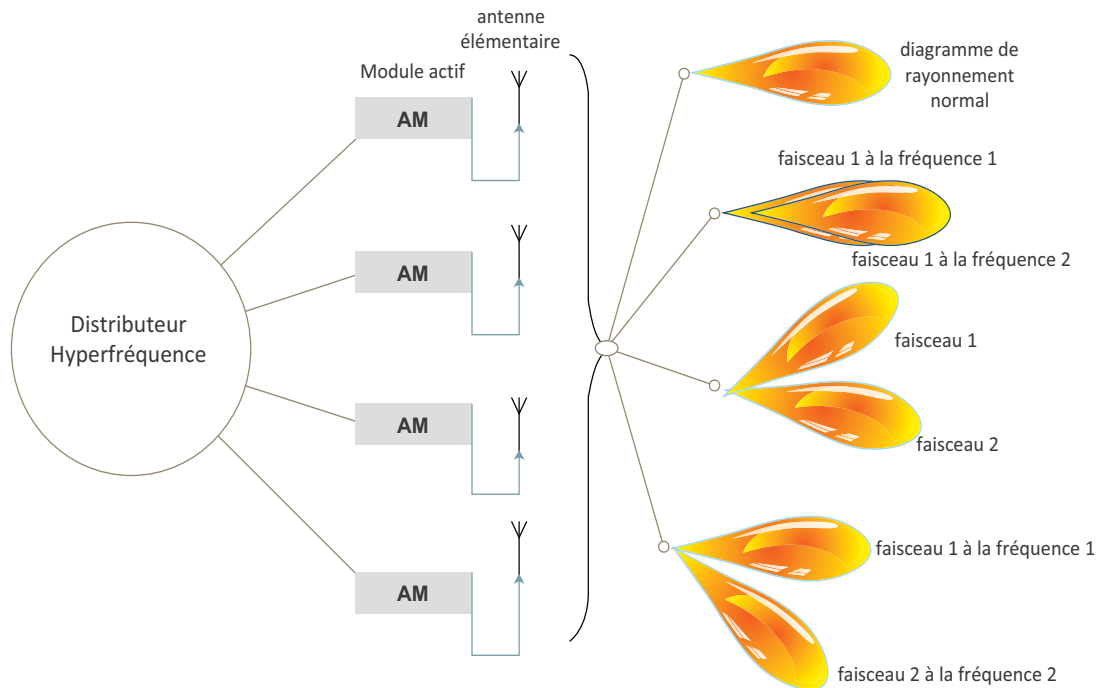 antenne
élémentaire
Module actif
AM
AM
AM
AM
Distributeur
Hyperfréquence
diagramme de
rayonnement
normal
faisceau 1 à la fréquence 1
faisceau 1 à la fréquence 2
faisceau 1
faisceau 2
faisceau 1 à la fréquence 1
faisceau 2 à la fréquence 2